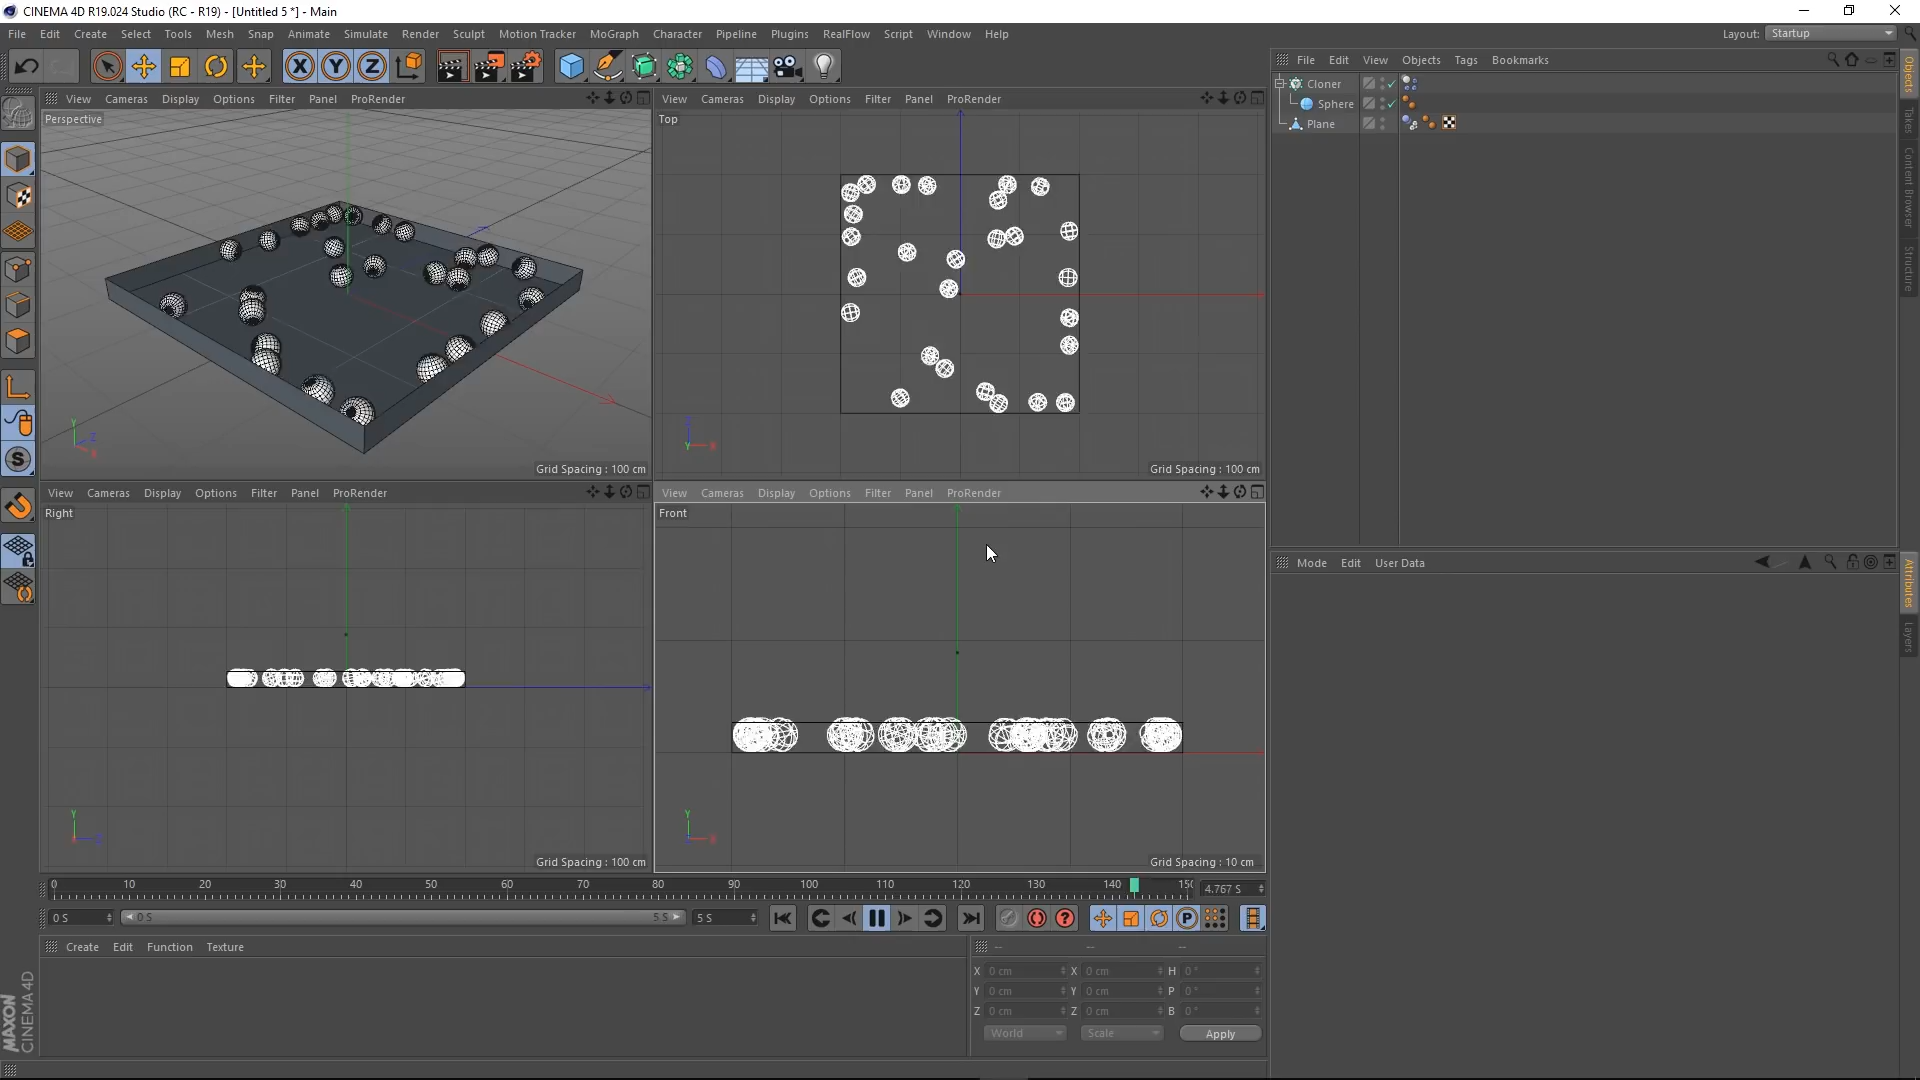 CINEMA 4D R19.024 Studio (RC - R19) - [Untitled 5 *] - Main
File Edit Create Select Tools Mesh Snap Animate Simulate Render Sculpt Motion Tracker MoGraph Character Pipeline Plugins RealFlow Script Window Help
Layout: Startup
X Y Z
File Edit View Objects Tags Bookmarks
Cloner
Sphere
Plane
Objects
Takes
Content Browser
Structure
View Cameras Display Options Filter Panel ProRender
Perspective
Grid Spacing : 100 cm
View Cameras Display Options Filter Panel ProRender
Top
Grid Spacing : 100 cm
View Cameras Display Options Filter Panel ProRender
Right
Grid Spacing : 100 cm
View Cameras Display Options Filter Panel ProRender
Front
Grid Spacing : 10 cm
Mode Edit User Data
Attributes
Layers
0 10 20 30 40 50 60 70 80 90 100 110 120 130 140 150
4.767 S
0 S
0 S
5 S
5 S
Create Edit Function Texture
-- -- --
X 0 cm X 0 cm H 0 °
Y 0 cm Y 0 cm P 0 °
Z 0 cm Z 0 cm B 0 °
World Scale Apply
MAXON
CINEMA 4D